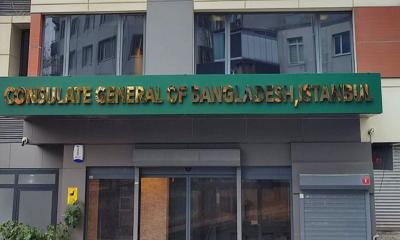 CONSULATE GENERAL OF BANGLADESH,ISTANBUL